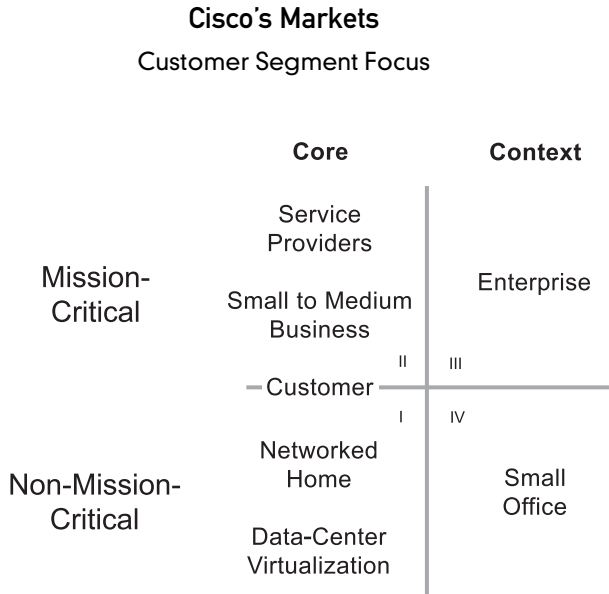 Cisco's Markets
Customer Segment Focus
Core
Context
Mission-
Critical
Service
Providers
Small to Medium
Business
Enterprise
II
III
Customer
I
IV
Non-Mission-
Critical
Networked
Home
Data-Center
Virtualization
Small
Office